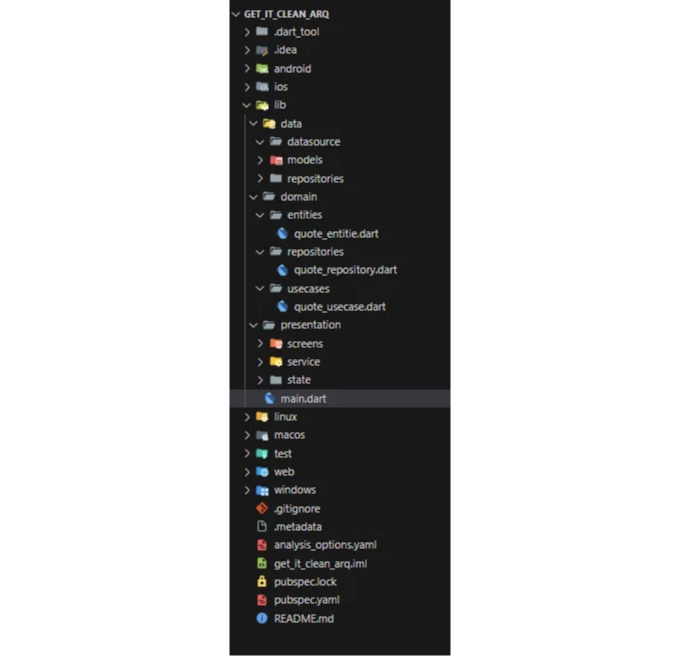 GET_IT_CLEAN_ARQ
.dart_tool
.idea
android
ios
lib
data
datasource
models
repositories
domain
entities
quote_entitie.dart
repositories
quote_repository.dart
usecases
quote_usecase.dart
presentation
screens
service
state
main.dart
linux
macos
test
web
windows
.gitignore
.metadata
analysis_options.yaml
get_it_clean_arq.iml
pubspec.lock
pubspec.yaml
README.md